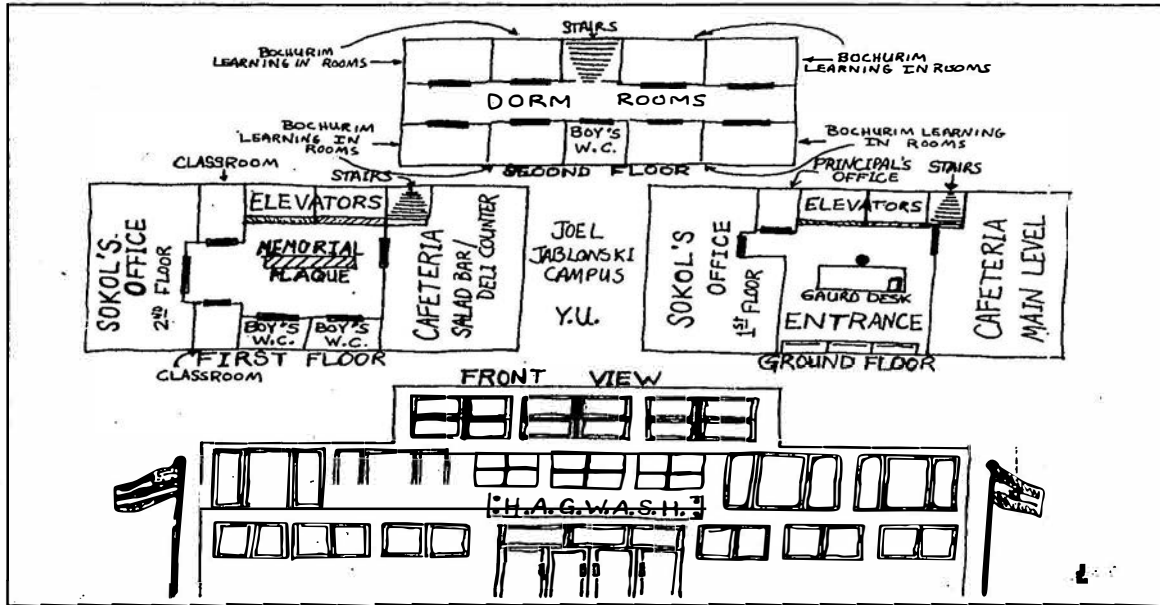 STAIRS
BOCHURIM
LEARNING IN ROOMS
BOCHURIM
LEARNING IN ROOMS
DORM ROOMS
BOCHURIM
LEARNING IN
ROOMS
BOY'S
W.C.
BOCHURIM LEARNING
IN ROOMS
SECOND FLOOR
CLASSROOM
STAIRS
ELEVATORS
SOKOL'S
OFFICE
2ND FLOOR
MEMORIAL
PLAQUE
CAFETERIA
SALAD BAR/
DELI COUNTER
BOY'S
W.C.
BOY'S
W.C.
FIRST FLOOR
CLASSROOM
JOEL
JABLONSKI
CAMPUS
Y.U.
PRINCIPAL'S
OFFICE
STAIRS
ELEVATORS
SOKOL'S
OFFICE
1ST FLOOR
GAURD DESK
ENTRANCE
CAFETERIA
MAIN LEVEL
GROUND FLOOR
FRONT VIEW
H.A.G.W.A.S.H.